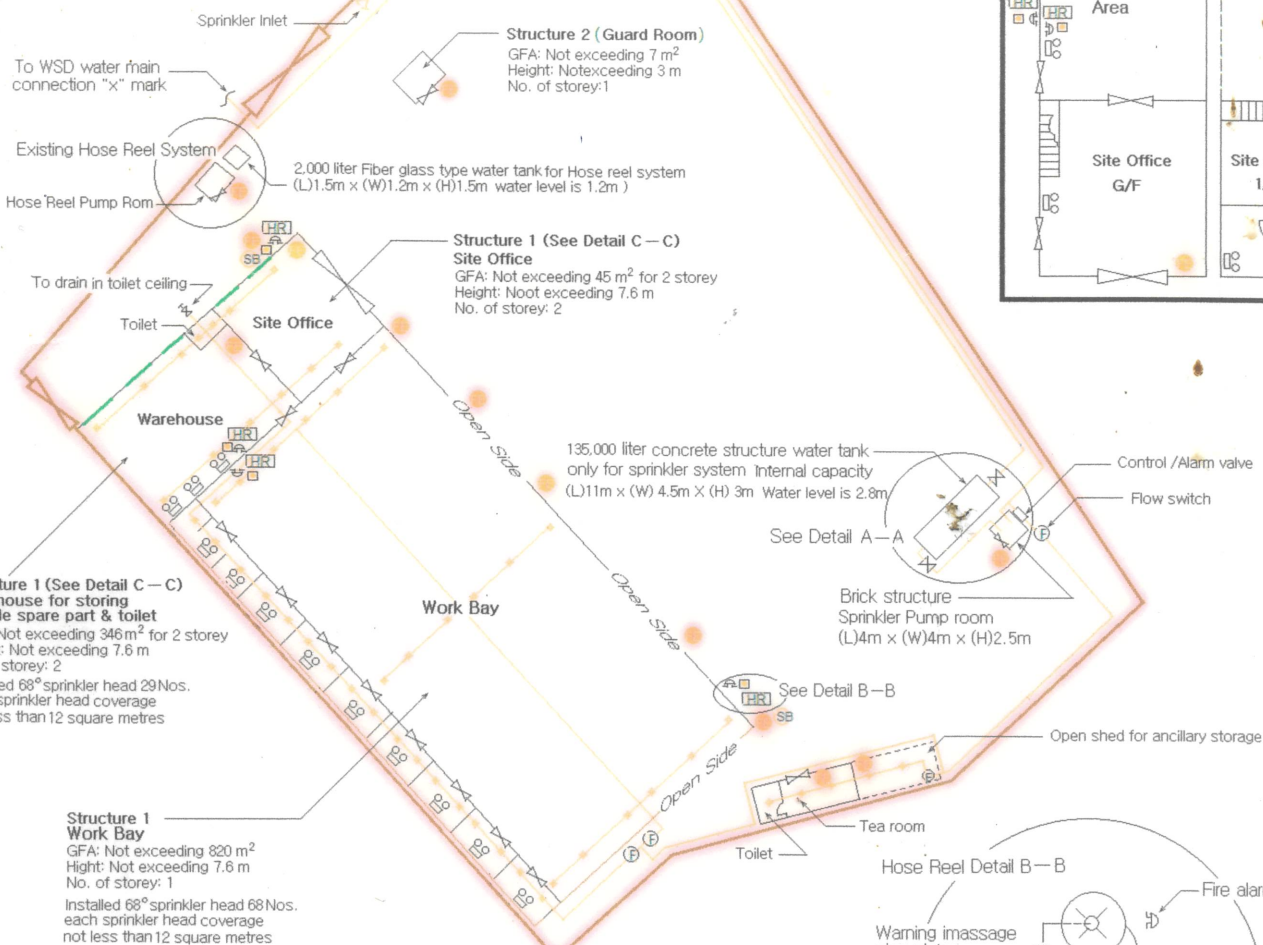 Sprinkler Inlet
To WSD water main
connection "x" mark
Structure 2 (Guard Room)
GFA: Not exceeding 7 m²
Height: Notexceeding 3 m
No. of storey:1
Existing Hose Reel System
Hose Reel Pump Rom
2,000 liter Fiber glass type water tank for Hose reel system
(L)1.5m × (W)1.2m × (H)1.5m water level is 1.2m )
HR
SB
Structure 1 (See Detail C — C)
Site Office
GFA: Not exceeding 45 m² for 2 storey
Height: Noot exceeding 7.6 m
No. of storey: 2
To drain in toilet ceiling
Toilet
Site Office
Warehouse
HR
HR
Open Side
Open Side
Open Side
Work Bay
135,000 liter concrete structure water tank
only for sprinkler system Internal capacity
(L)11m × (W) 4.5m X (H) 3m Water level is 2.8m
See Detail A—A
Control /Alarm valve
Flow switch
F
Brick structure
Sprinkler Pump room
(L)4m × (W)4m × (H)2.5m
ture 1 (See Detail C — C)
house for storing
le spare part & toilet
Not exceeding 346 m² for 2 storey
: Not exceeding 7.6 m
storey: 2
ed 68° sprinkler head 29Nos.
sprinkler head coverage
ss than 12 square metres
HR
SB
See Detail B—B
Open shed for ancillary storage
F
Tea room
Toilet
F
F
Structure 1
Work Bay
GFA: Not exceeding 820 m²
Hight: Not exceeding 7.6 m
No. of storey: 1
Installed 68° sprinkler head 68Nos.
each sprinkler head coverage
not less than 12 square metres
Hose Reel Detail B—B
Fire alar
Warning imassage
HR
HR
Area
Site Office
G/F
Site
1